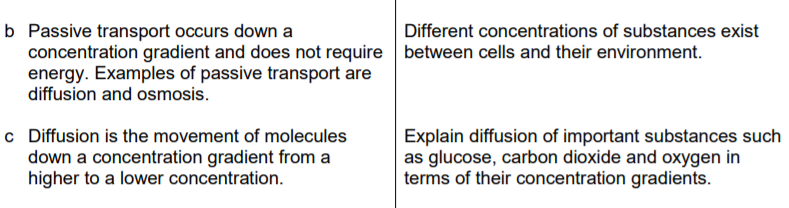 b Passive transport occurs down a
concentration gradient and does not require
energy. Examples of passive transport are
diffusion and osmosis.
Different concentrations of substances exist
between cells and their environment.
c Diffusion is the movement of molecules
down a concentration gradient from a
higher to a lower concentration.
Explain diffusion of important substances such
as glucose, carbon dioxide and oxygen in
terms of their concentration gradients.